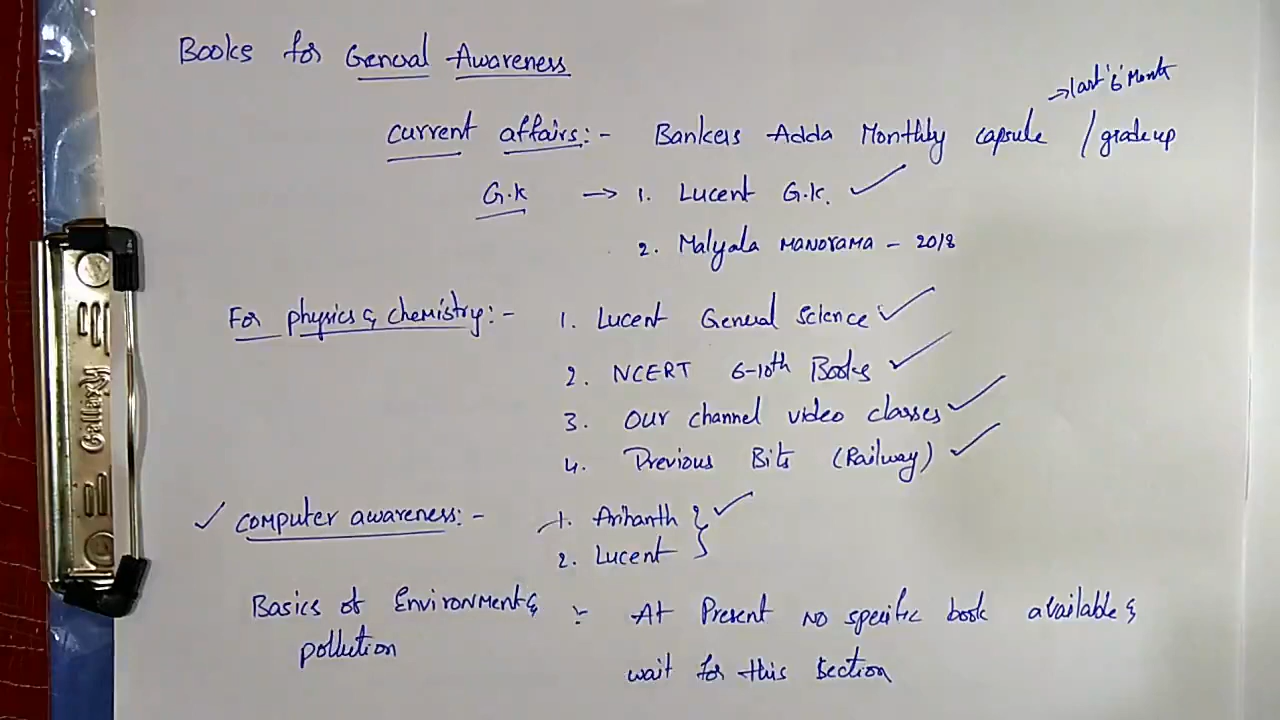 Books for General Awareness
→ last '6' Month
current affairs:- Bankers Adda Monthly capsule / gradeup
G.k → 1. Lucent G.k. ✓
2. Malyala MANORAMA - 2018
For physics & chemistry:- 1. Lucent General Science ✓
2. NCERT 6-10th Books ✓
3. Our channel video classes ✓
4. Previous Bits (Railway) ✓
✓ computer awareness:- 1. Arihanth } ✓
2. Lucent
Basics of Environment & :- At Present no specific book available &
pollution
wait for this section
Gallaxy